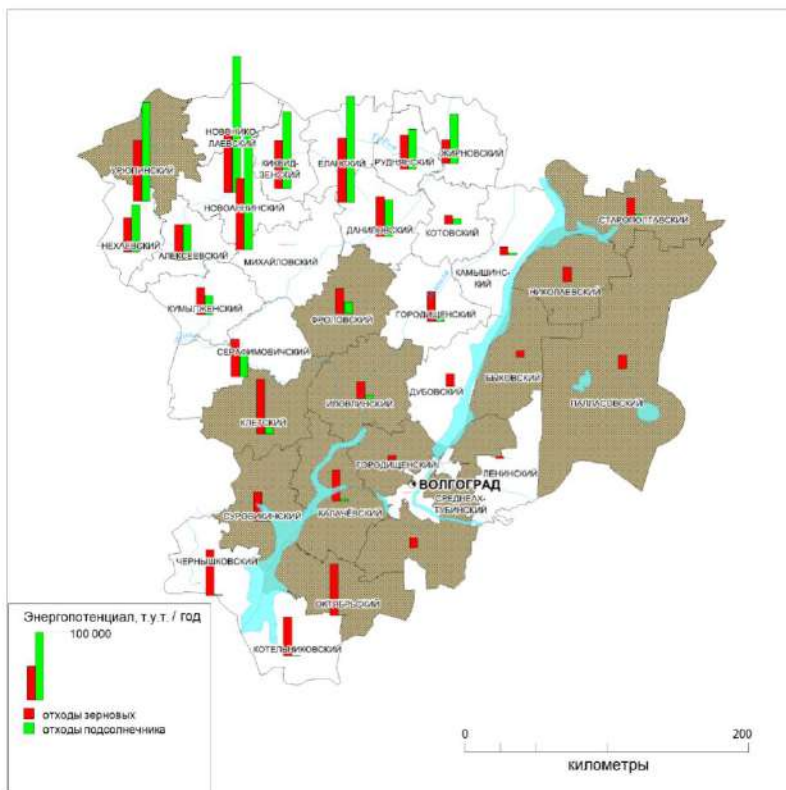 НОВОНИКО-
ЛАЕВСКИЙ
УРЮПИНСКИЙ
КИКВИД-
ЗЕНСКИЙ
ЕЛАНСКИЙ
РУДНЯНСКИЙ
ЖИРНОВСКИЙ
НОВОАННИНСКИЙ
НЕХАЕВСКИЙ
АЛЕКСЕЕВСКИЙ
МИХАЙЛОВСКИЙ
ДАНИЛОВСКИЙ
КОТОВСКИЙ
СТАРОПОЛТАВСКИЙ
КАМЫШИНС-
КИЙ
НИКОЛАЕВСКИЙ
КУМЫЛЖЕНСКИЙ
ФРОЛОВСКИЙ
ГОРОДИЩЕНСКИЙ
СЕРАФИМОВИЧСКИЙ
БЫКОВСКИЙ
ДУБОВСКИЙ
ИЛОВЛИНСКИЙ
ПАЛЛАСОВСКИЙ
КЛЕТСКИЙ
ГОРОДИЩЕНСКИЙ
ЛЕНИНСКИЙ
ВОЛГОГРАД
СРЕДНЕАХ-
ТУБИНСКИЙ
СУРОВИКИНСКИЙ
КАЛАЧЁВСКИЙ
ЧЕРНЫШКОВСКИЙ
ОКТЯБРЬСКИЙ
КОТЕЛЬНИКОВСКИЙ
Энергопотенциал, т.у.т. / год
100 000
отходы зерновых
отходы подсолнечника
0 200
километры